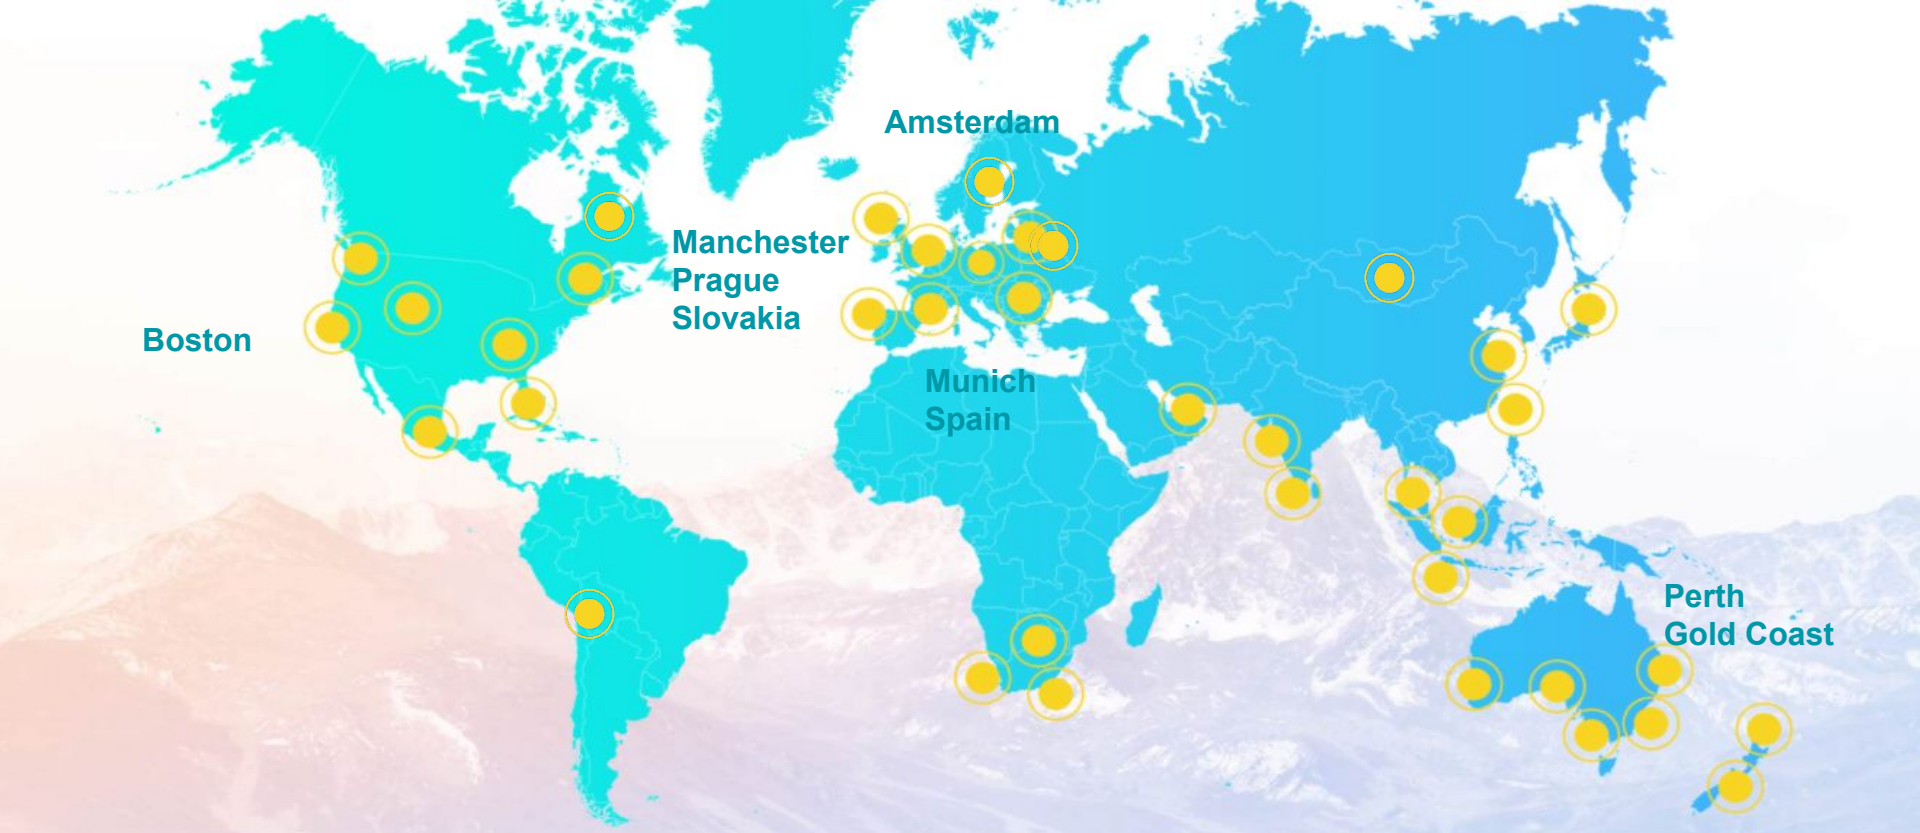 Amsterdam
Manchester
Prague
Slovakia
Boston
Munich
Spain
Perth
Gold Coast